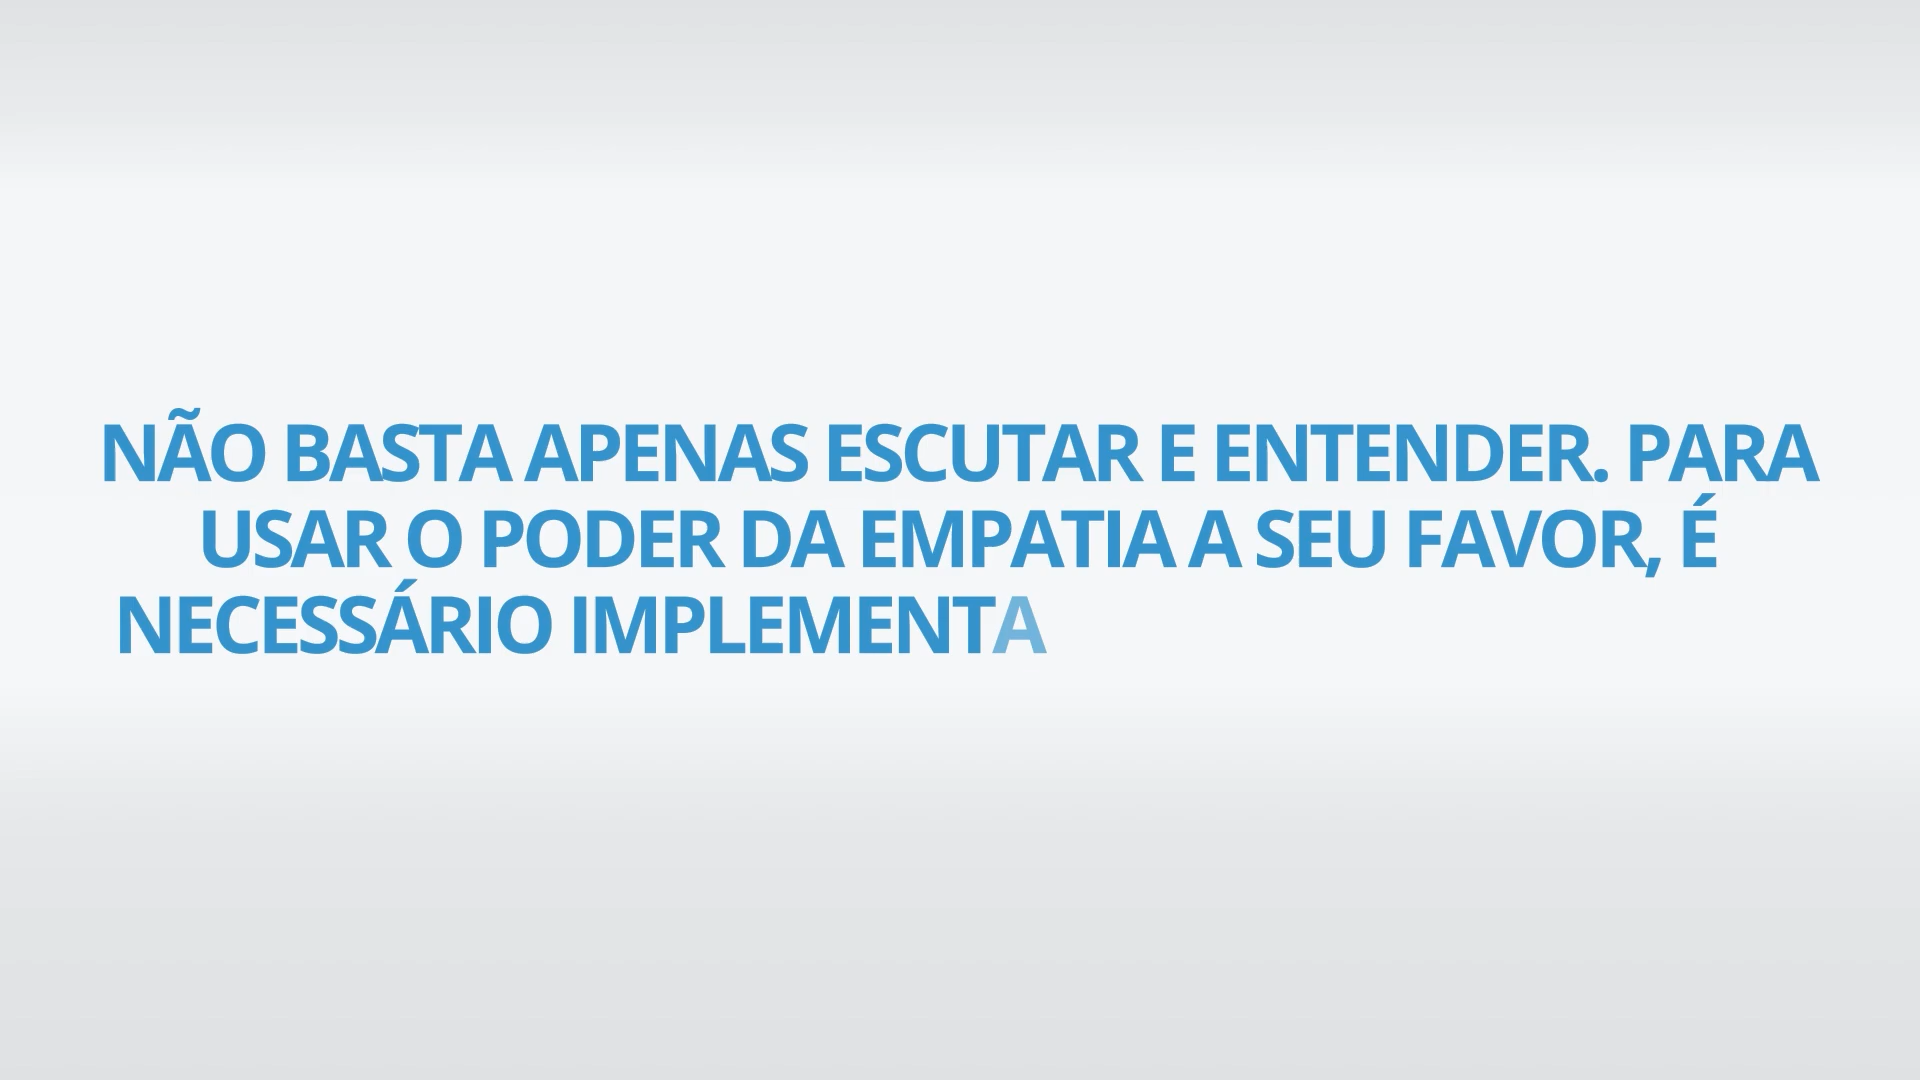 NÃO BASTA APENAS ESCUTAR E ENTENDER. PARA
USAR O PODER DA EMPATIA A SEU FAVOR, É
NECESSÁRIO IMPLEMENTA